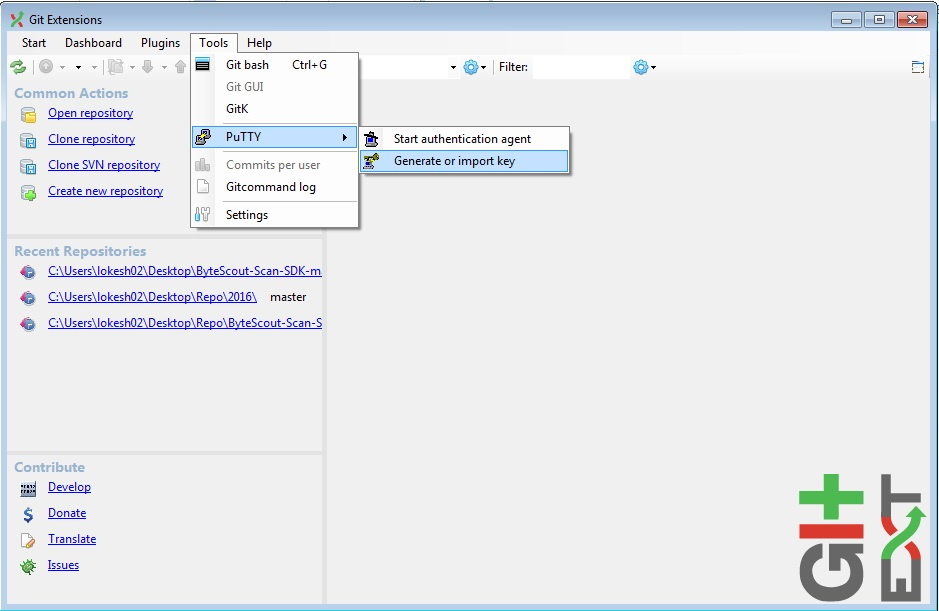 Git Extensions
Start Dashboard Plugins Tools Help
Filter:
Git bash Ctrl+G
Git GUI
GitK
PuTTY
Commits per user
Gitcommand log
Settings
Start authentication agent
Generate or import key
Common Actions
Open repository
Clone repository
Clone SVN repository
Create new repository
Recent Repositories
C:\Users\lokesh02\Desktop\ByteScout-Scan-SDK-m
C:\Users\lokesh02\Desktop\Repo\2016\ master
C:\Users\lokesh02\Desktop\Repo\ByteScout-Scan-S
Contribute
Develop
Donate
Translate
Issues
GIT
EXT